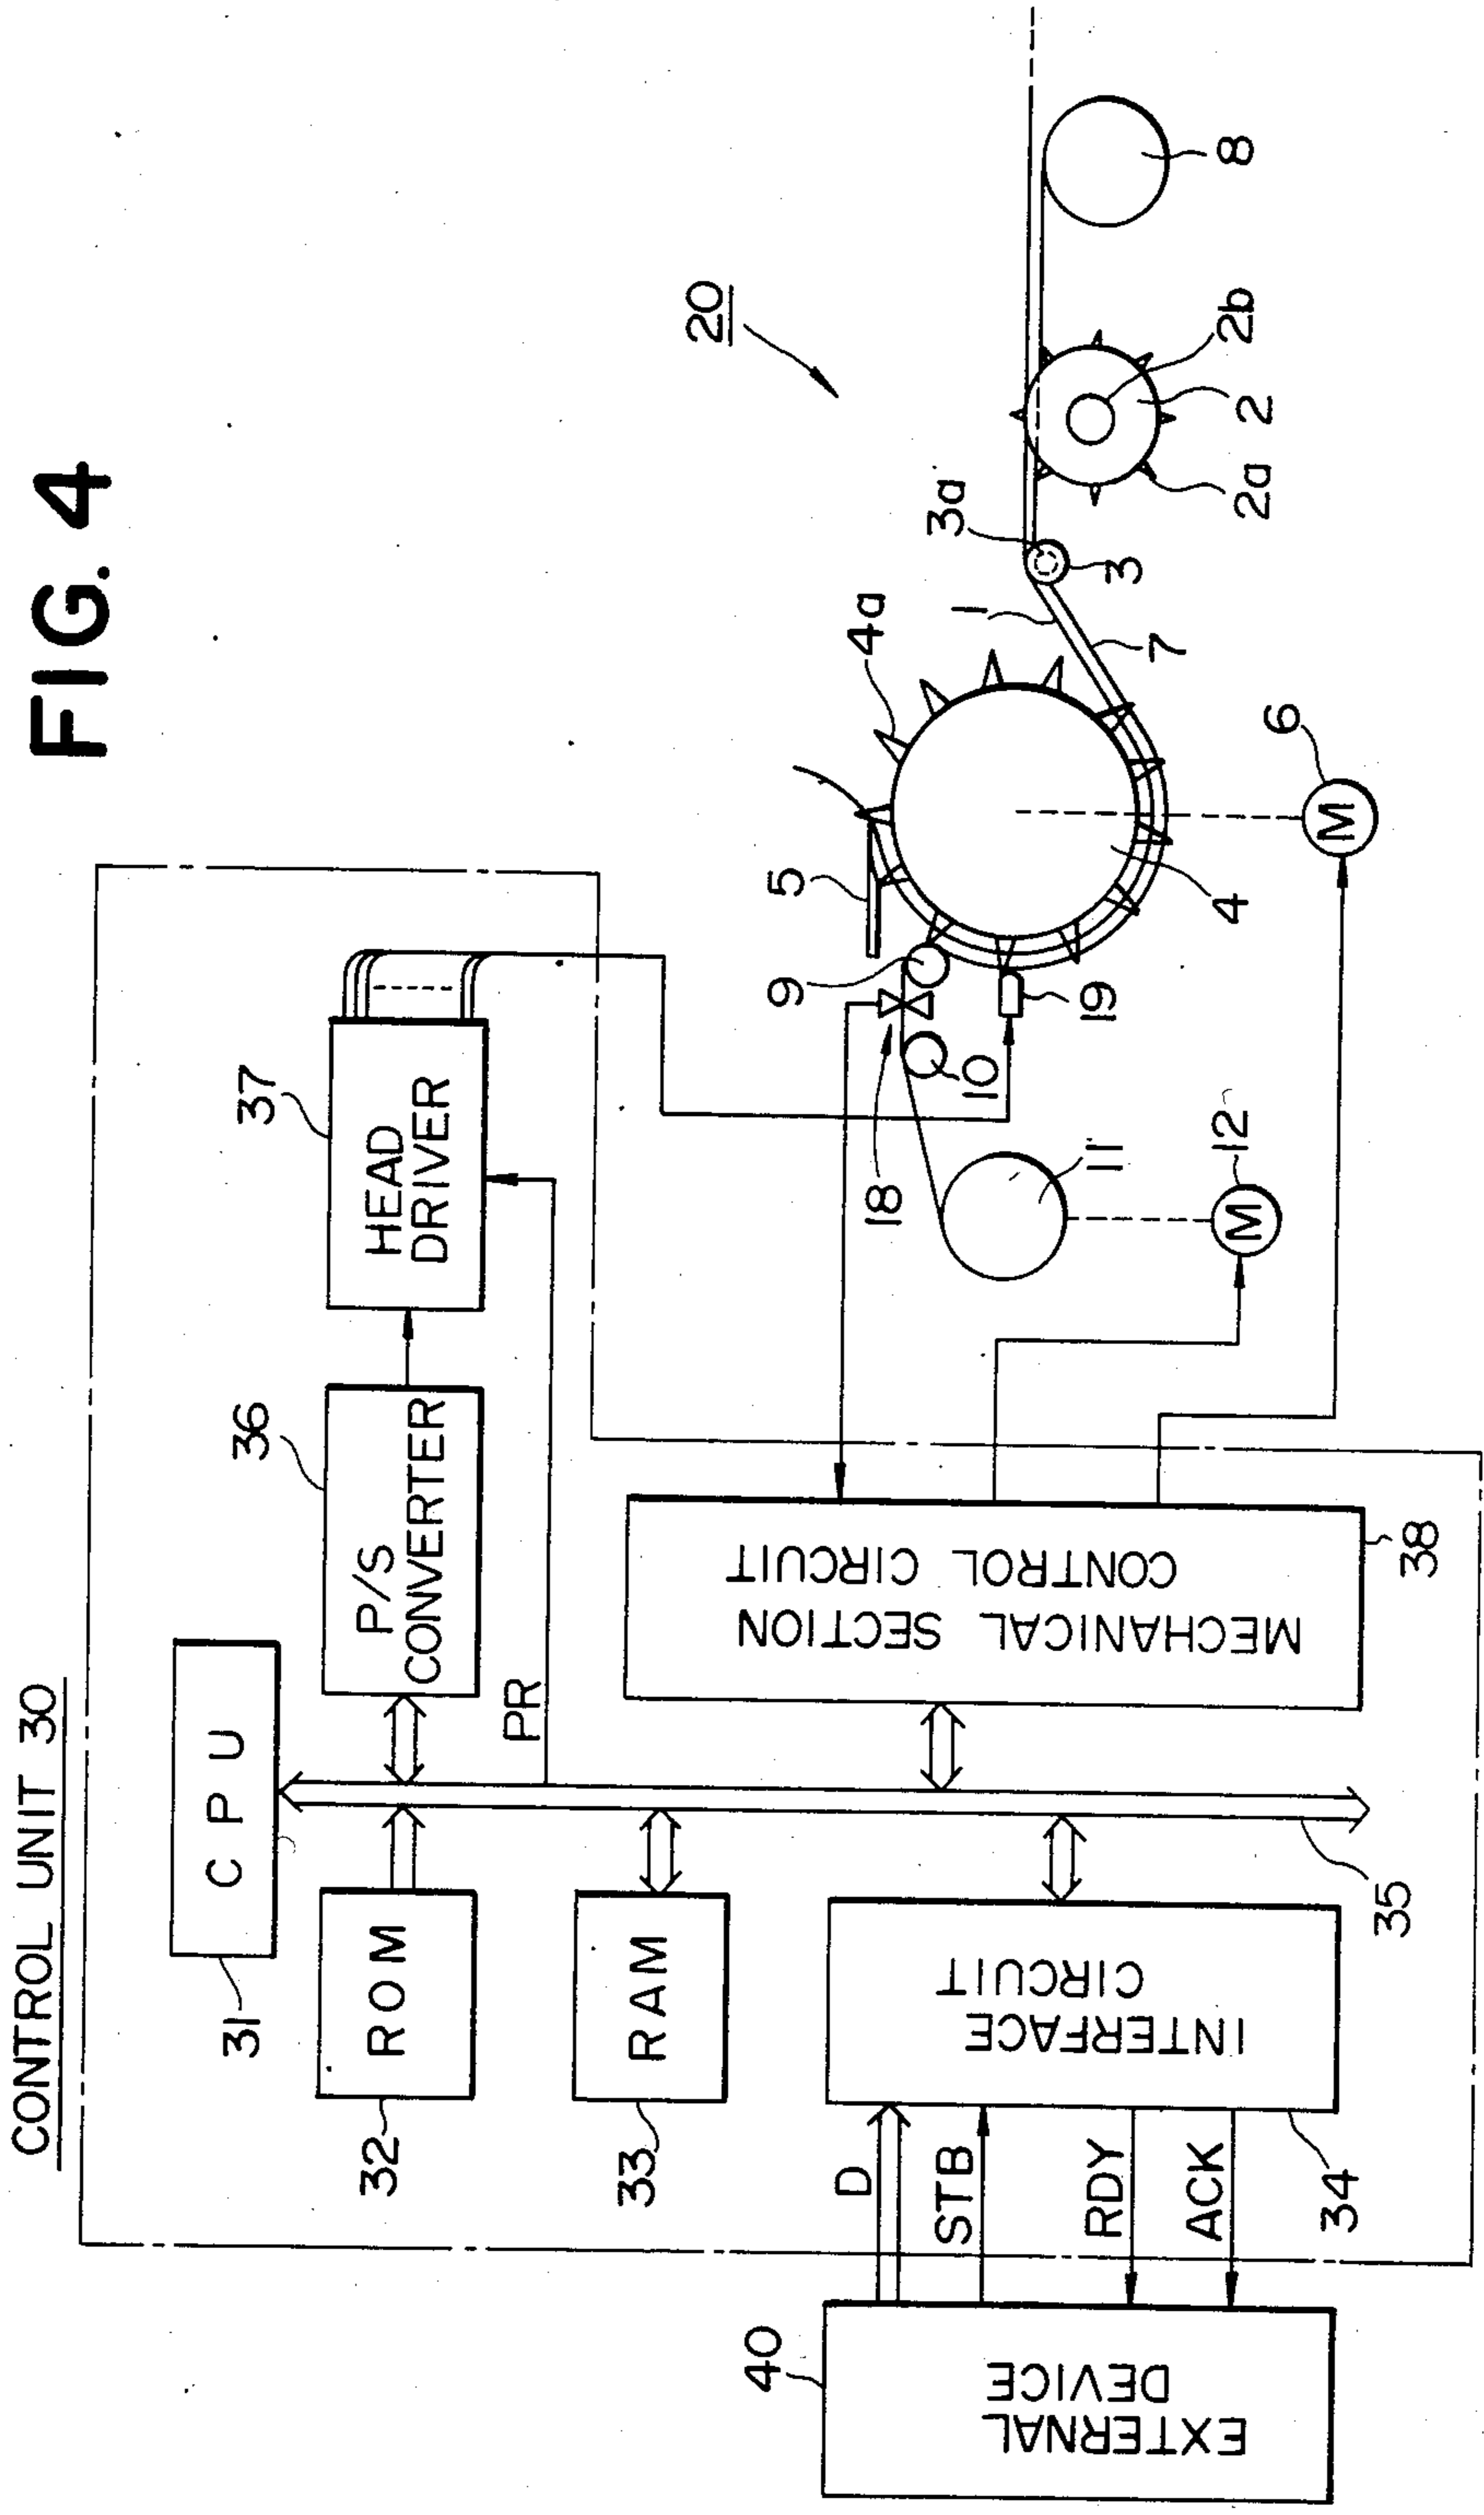 FIG. 4
CONTROL UNIT 30
CPU
31
ROM
32
RAM
33
P/S
CONVERTER
36
HEAD
DRIVER
37
PR
MECHANICAL SECTION
CONTROL CIRCUIT
38
INTERFACE
CIRCUIT
34
35
D
STB
RDY
ACK
EXTERNAL
DEVICE
40
20
5
4a
1
3a
3
7
2a
2
2b
8
9
18
10
19
4
11
M
12
M
6